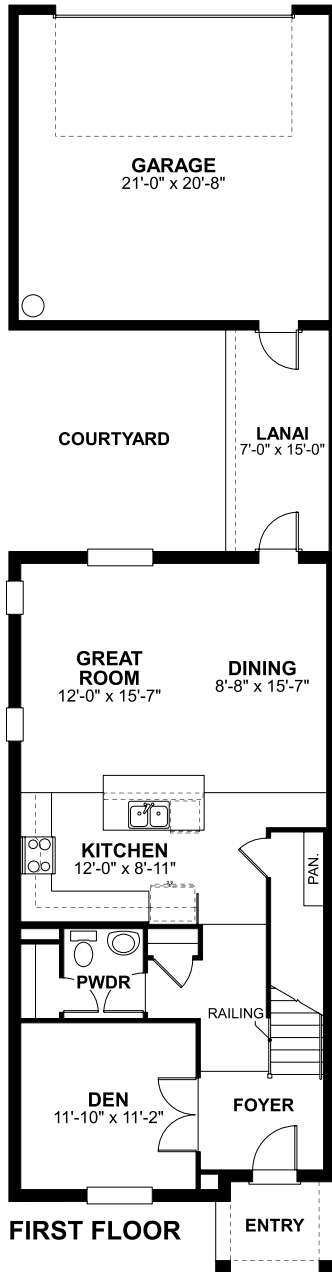 GARAGE
21'-0" x 20'-8"
COURTYARD
LANAI
7'-0" x 15'-0"
GREAT
ROOM
12'-0" x 15'-7"
DINING
8'-8" x 15'-7"
KITCHEN
12'-0" x 8'-11"
PAN.
PWDR
RAILING
DEN
11'-10" x 11'-2"
FOYER
FIRST FLOOR
ENTRY